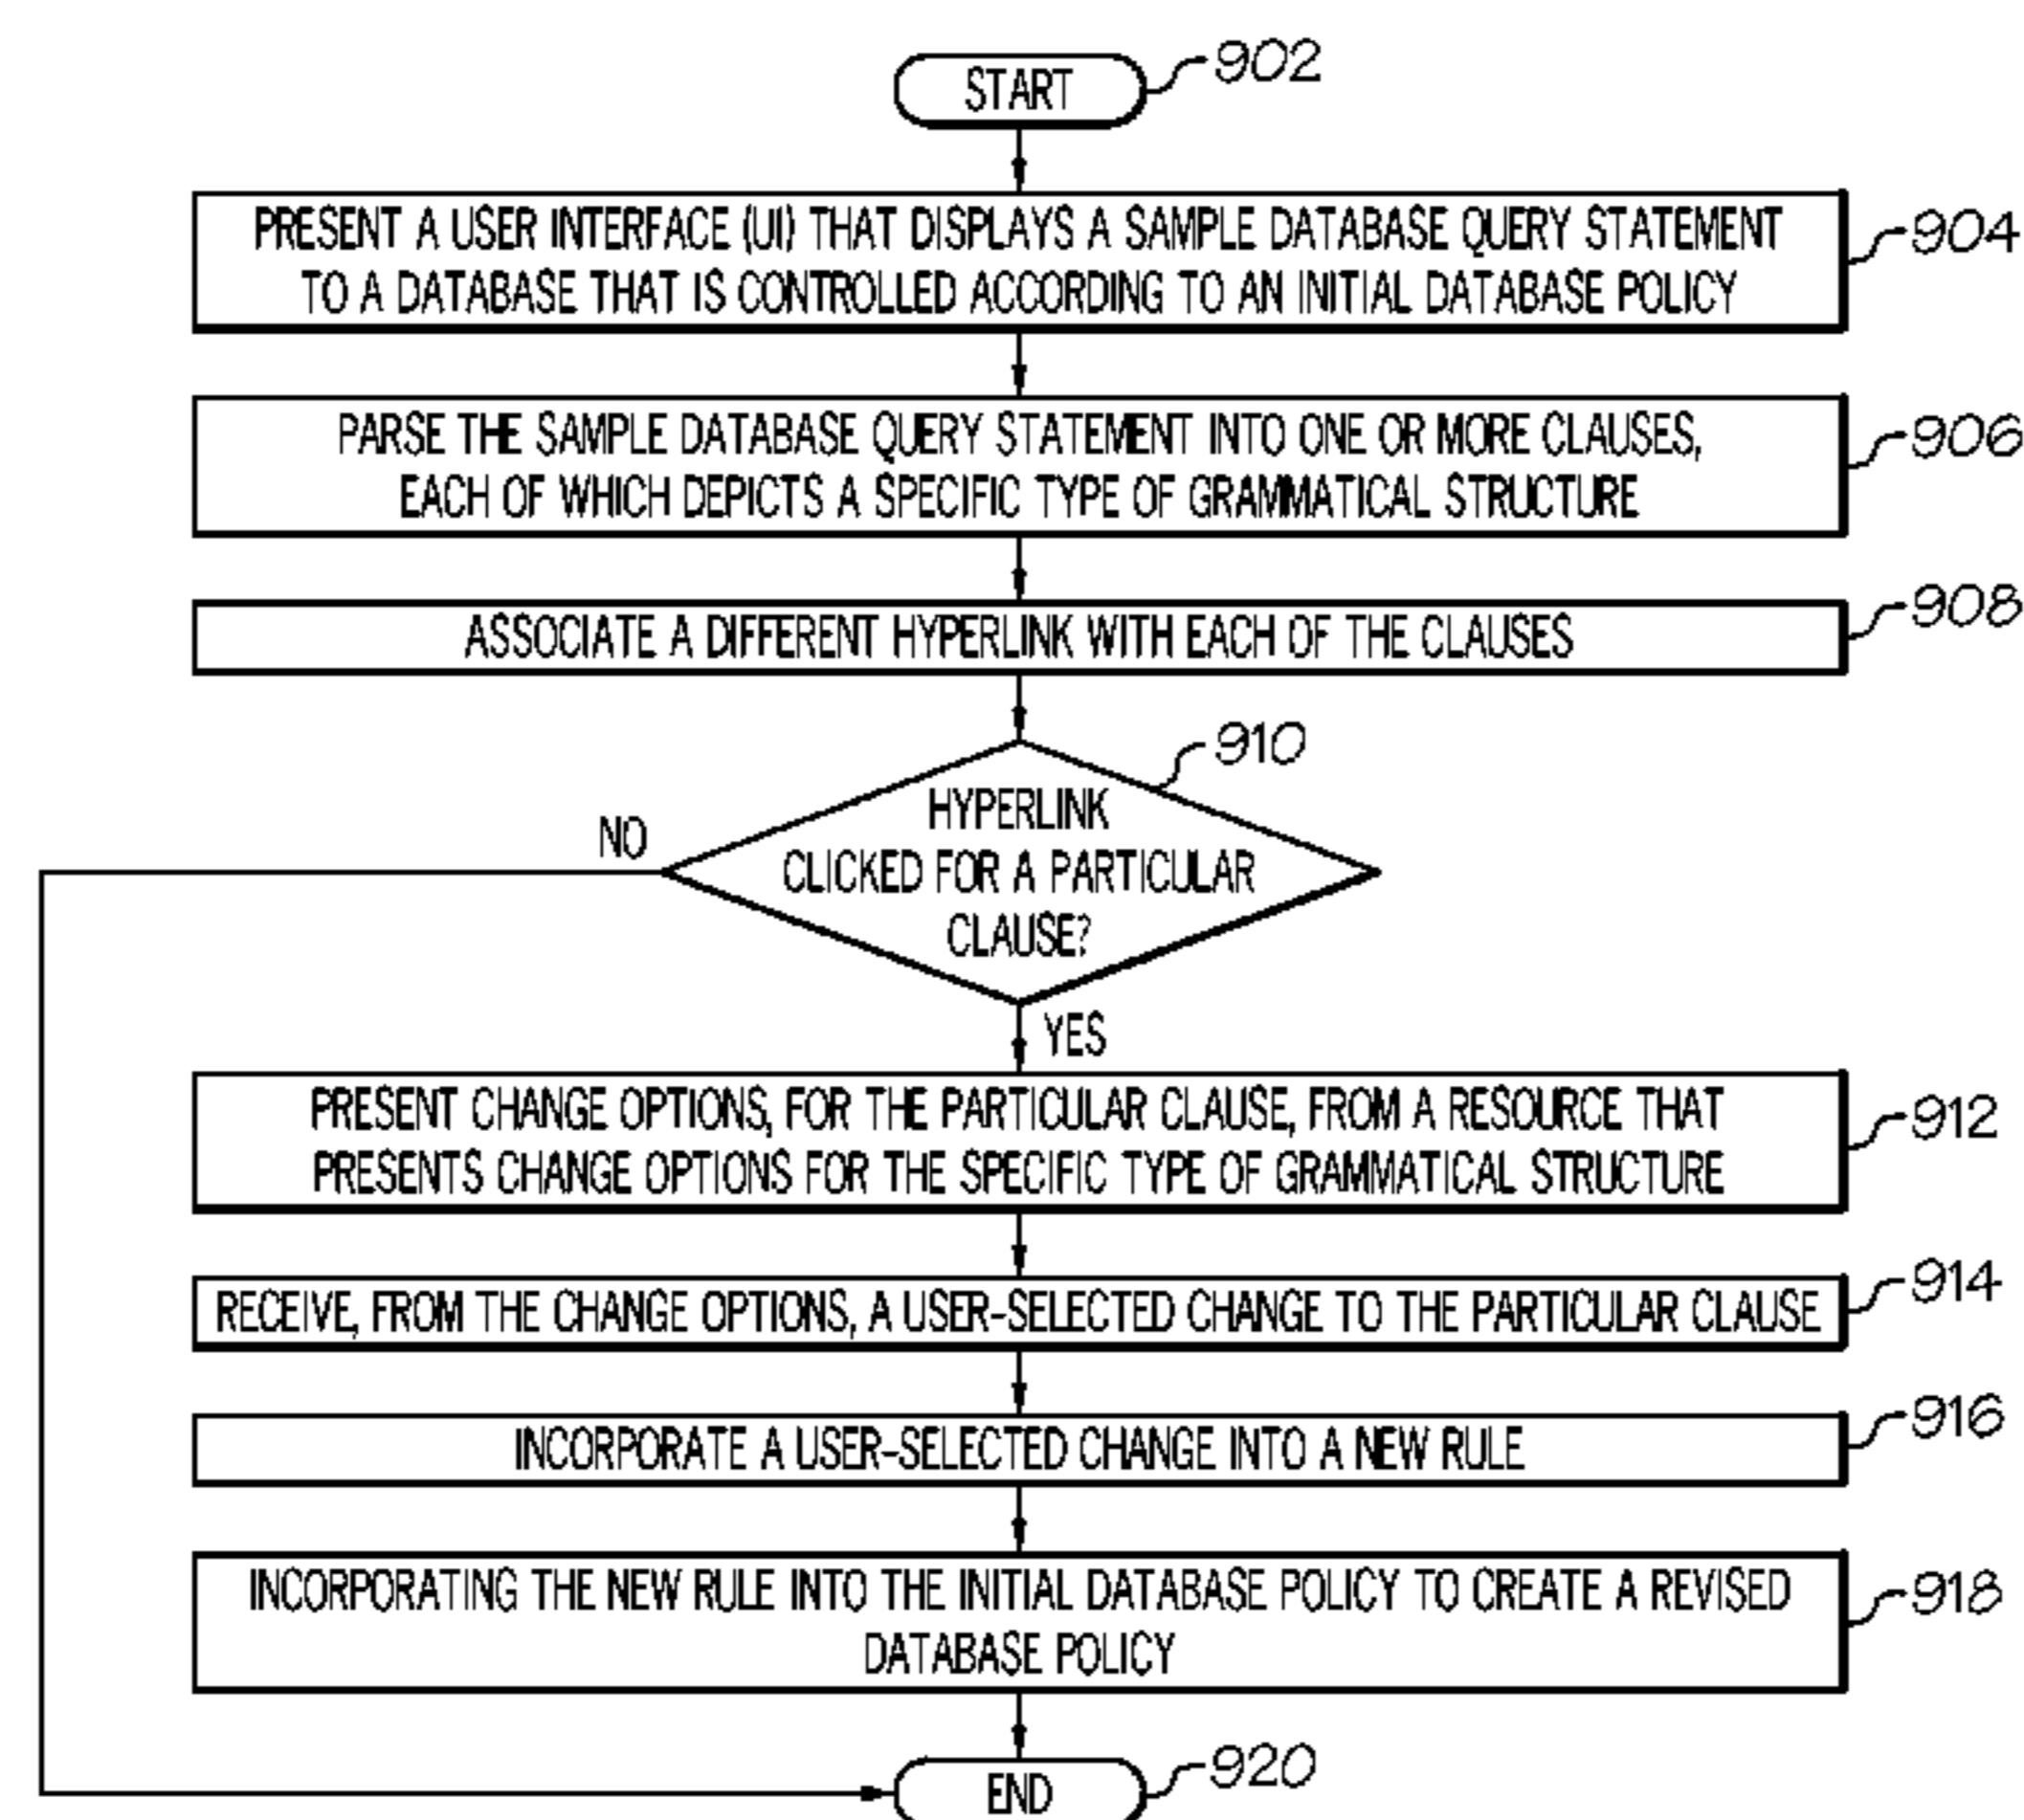 START
902
PRESENT A USER INTERFACE (UI) THAT DISPLAYS A SAMPLE DATABASE QUERY STATEMENT
TO A DATABASE THAT IS CONTROLLED ACCORDING TO AN INITIAL DATABASE POLICY
904
PARSE THE SAMPLE DATABASE QUERY STATEMENT INTO ONE OR MORE CLAUSES,
EACH OF WHICH DEPICTS A SPECIFIC TYPE OF GRAMMATICAL STRUCTURE
906
ASSOCIATE A DIFFERENT HYPERLINK WITH EACH OF THE CLAUSES
908
910
HYPERLINK
CLICKED FOR A PARTICULAR
CLAUSE?
NO
YES
PRESENT CHANGE OPTIONS, FOR THE PARTICULAR CLAUSE, FROM A RESOURCE THAT
PRESENTS CHANGE OPTIONS FOR THE SPECIFIC TYPE OF GRAMMATICAL STRUCTURE
912
RECEIVE, FROM THE CHANGE OPTIONS, A USER-SELECTED CHANGE TO THE PARTICULAR CLAUSE
914
INCORPORATE A USER-SELECTED CHANGE INTO A NEW RULE
916
INCORPORATING THE NEW RULE INTO THE INITIAL DATABASE POLICY TO CREATE A REVISED
DATABASE POLICY
918
END
920